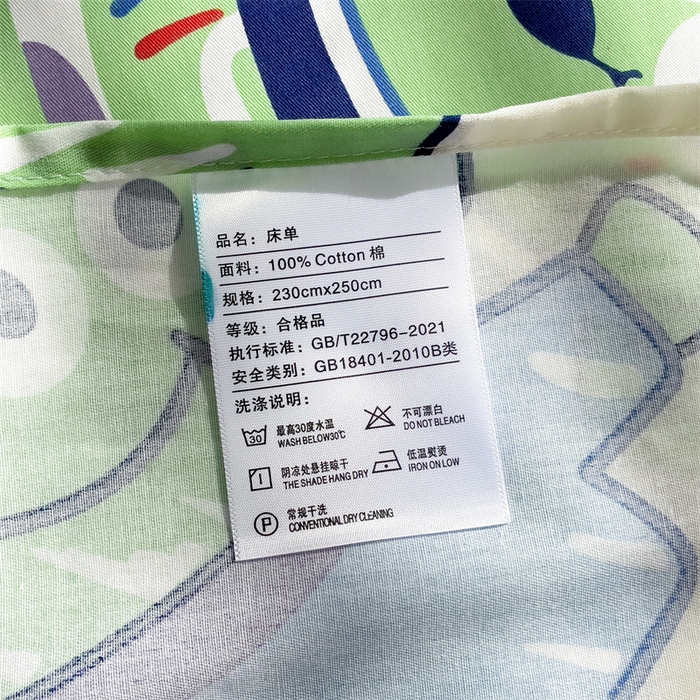 品名：床单
面料：100% Cotton 棉
规格：230cmx250cm
等级：合格品
执行标准：GB/T22796-2021
安全类别：GB18401-2010B类
洗涤说明：
30 最高30度水温 不可漂白
WASH BELOW30℃ DO NOT BLEACH
阴凉处悬挂晾干 低温熨烫
THE SHADE HANG DRY IRON ON LOW
P 常规干洗
CONVENTIONAL DRY CLEANING